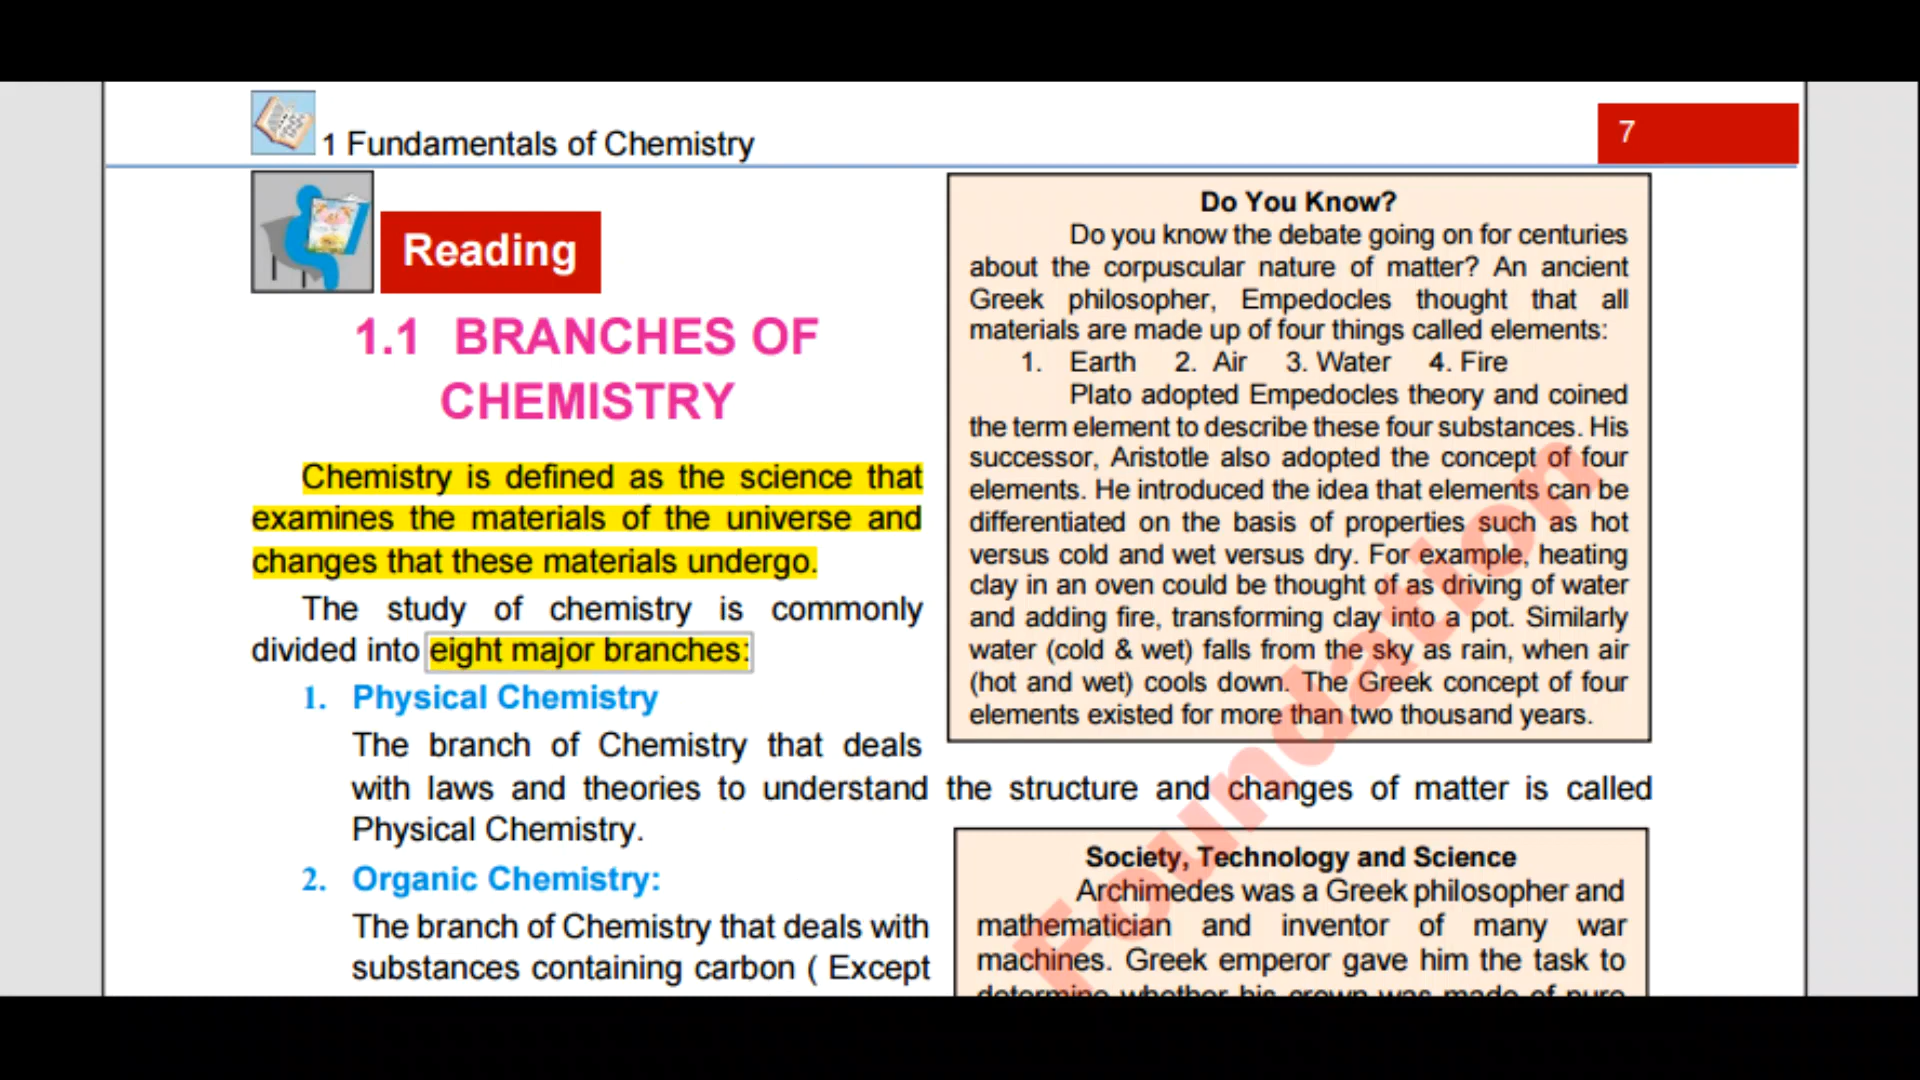 1 Fundamentals of Chemistry
7
Reading
1.1 BRANCHES OF
CHEMISTRY
Chemistry is defined as the science that
examines the materials of the universe and
changes that these materials undergo.
The study of chemistry is commonly
divided into eight major branches:
1. Physical Chemistry
The branch of Chemistry that deals
with laws and theories to understand the structure and changes of matter is called
Physical Chemistry.
2. Organic Chemistry:
The branch of Chemistry that deals with
substances containing carbon ( Except
Do You Know?
Do you know the debate going on for centuries
about the corpuscular nature of matter? An ancient
Greek philosopher, Empedocles thought that all
materials are made up of four things called elements:
1. Earth 2. Air 3. Water 4. Fire
Plato adopted Empedocles theory and coined
the term element to describe these four substances. His
successor, Aristotle also adopted the concept of four
elements. He introduced the idea that elements can be
differentiated on the basis of properties such as hot
versus cold and wet versus dry. For example, heating
clay in an oven could be thought of as driving of water
and adding fire, transforming clay into a pot. Similarly
water (cold & wet) falls from the sky as rain, when air
(hot and wet) cools down. The Greek concept of four
elements existed for more than two thousand years.
Society, Technology and Science
Archimedes was a Greek philosopher and
mathematician and inventor of many war
machines. Greek emperor gave him the task to
determine whether his crown was made of pure
Foundation